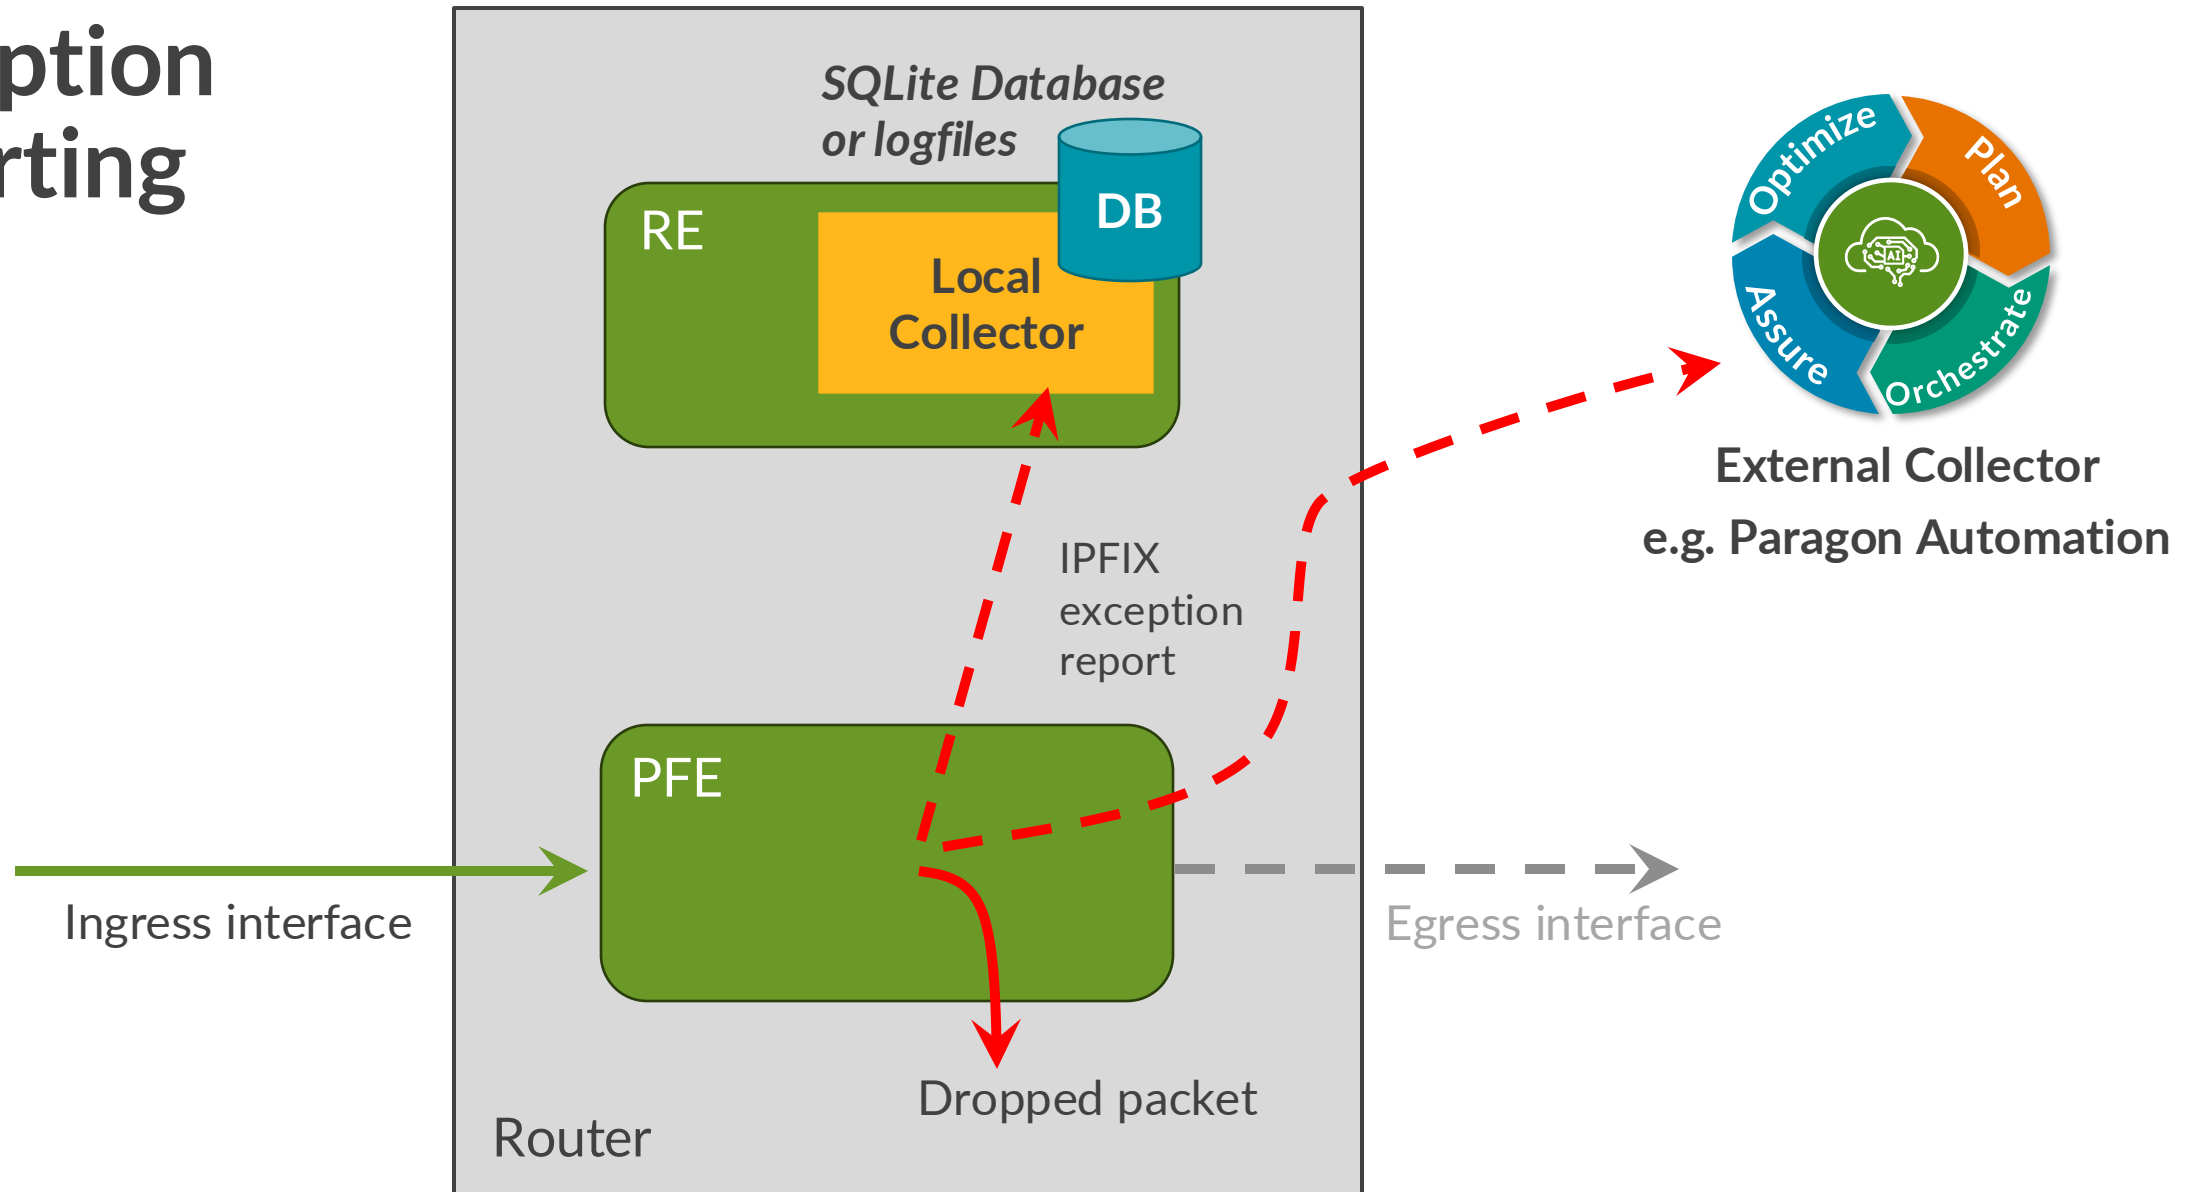 ption
rting
SQLite Database
or logfiles
DB
RE
Local
Collector
Optimize
Plan
AI
Assure
Orchestrate
External Collector
e.g. Paragon Automation
IPFIX
exception
report
PFE
Ingress interface
Egress interface
Dropped packet
Router